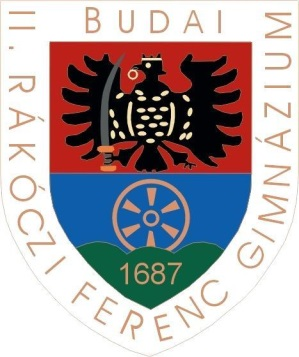 BUDAI
II. RÁKÓCZI FERENC GIMNÁZIUM
1687